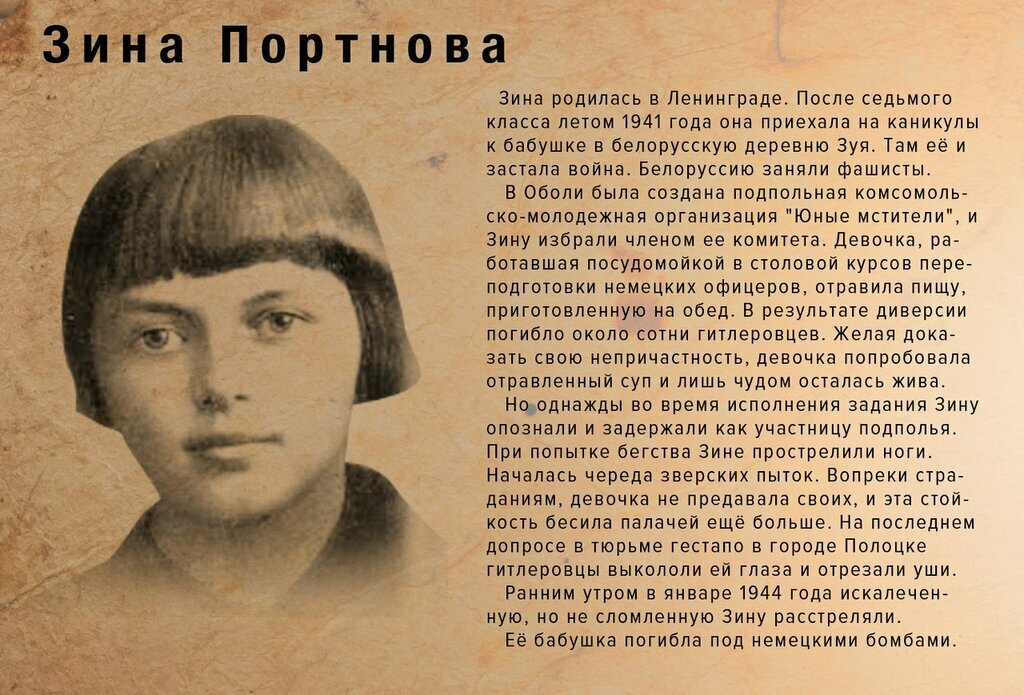 Зина Портнова
Зина родилась в Ленинграде. После седьмого
класса летом 1941 года она приехала на каникулы
к бабушке в белорусскую деревню Зуя. Там её и
застала война. Белоруссию заняли фашисты.
В Оболи была создана подпольная комсомоль-
ско-молодежная организация "Юные мстители", и
Зину избрали членом ее комитета. Девочка, ра-
ботавшая посудомойкой в столовой курсов пере-
подготовки немецких офицеров, отравила пищу,
приготовленную на обед. В результате диверсии
погибло около сотни гитлеровцев. Желая дока-
зать свою непричастность, девочка попробовала
отравленный суп и лишь чудом осталась жива.
Но однажды во время исполнения задания Зину
опознали и задержали как участницу подполья.
При попытке бегства Зине прострелили ноги.
Началась череда зверских пыток. Вопреки стра-
даниям, девочка не предавала своих, и эта стой-
кость бесила палачей ещё больше. На последнем
допросе в тюрьме гестапо в городе Полоцке
гитлеровцы выкололи ей глаза и отрезали уши.
Ранним утром в январе 1944 года искалечен-
ную, но не сломленную Зину расстреляли.
Её бабушка погибла под немецкими бомбами.